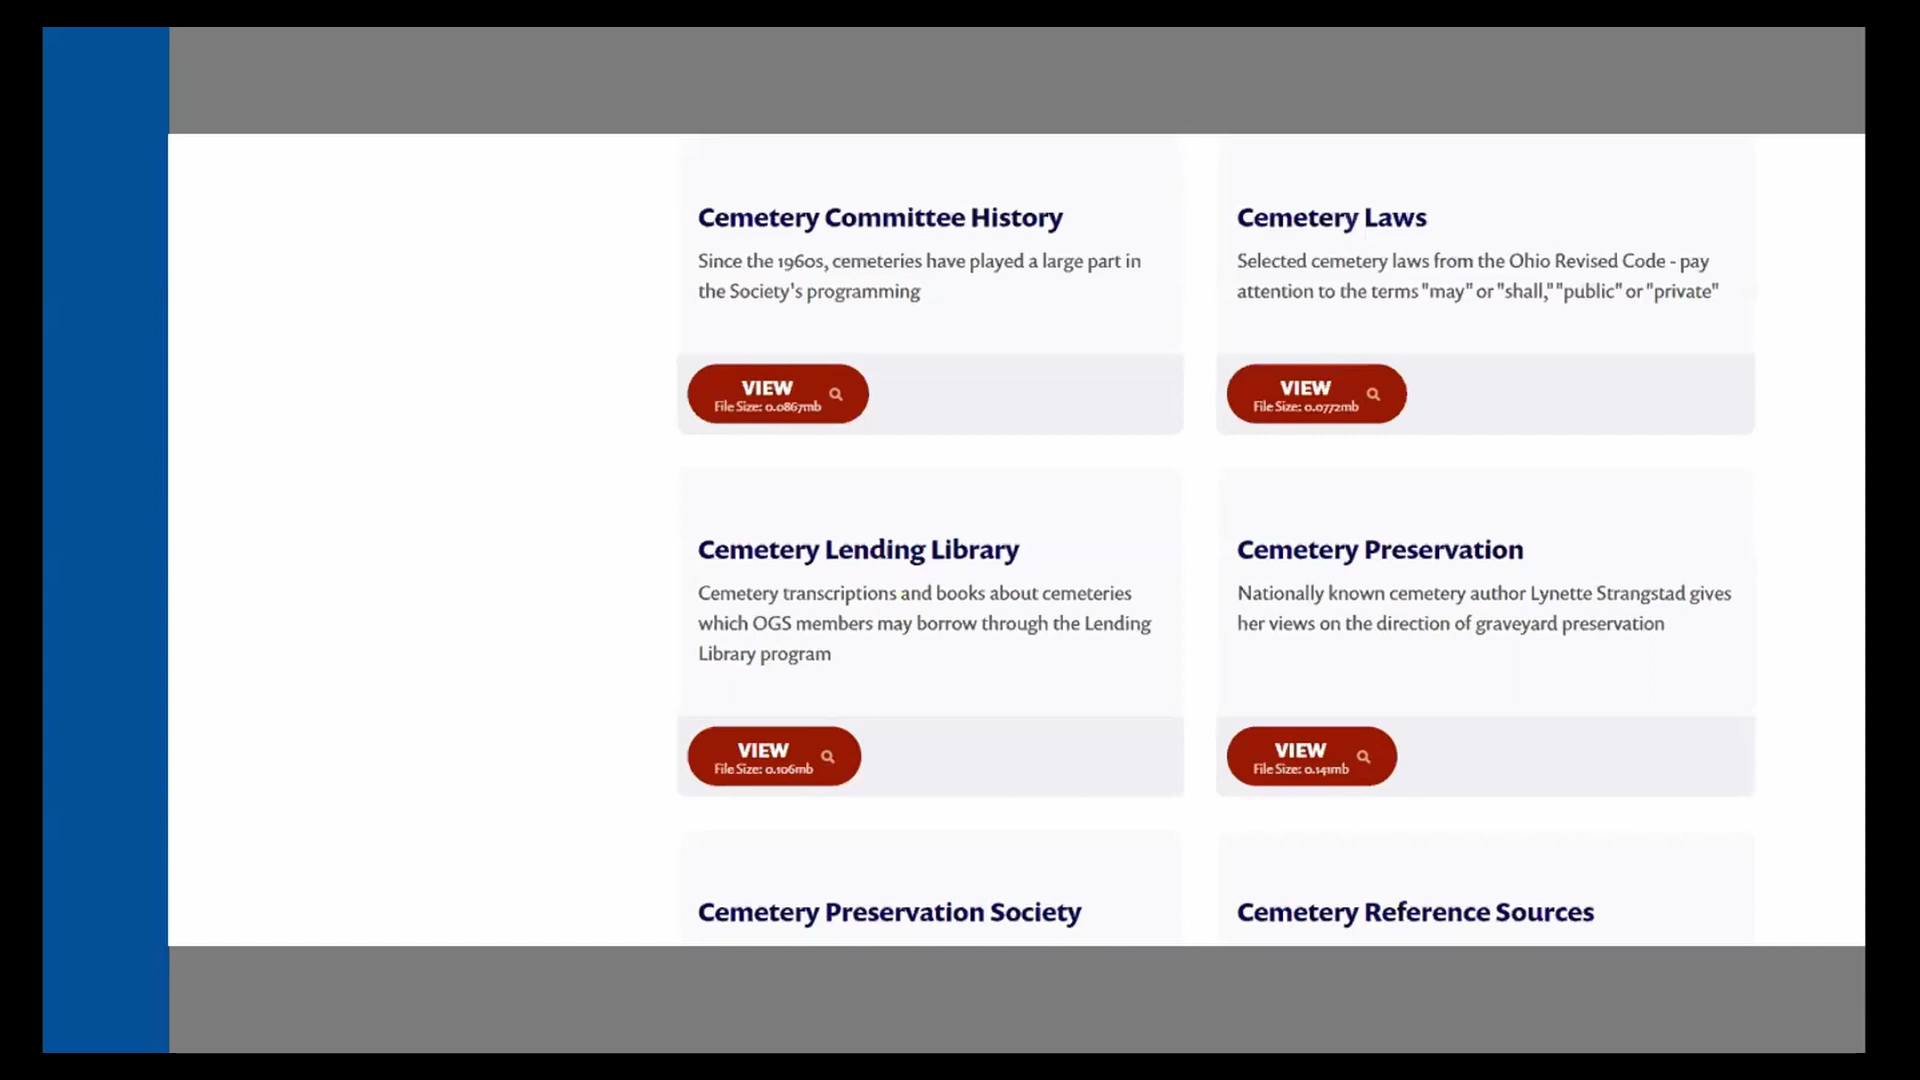 Cemetery Committee History
Since the 1960s, cemeteries have played a large part in
the Society's programming
VIEW
File Size: 0.0867mb
Cemetery Laws
Selected cemetery laws from the Ohio Revised Code - pay
attention to the terms "may" or "shall," "public" or "private"
VIEW
File Size: 0.0772mb
Cemetery Lending Library
Cemetery transcriptions and books about cemeteries
which OGS members may borrow through the Lending
Library program
VIEW
File Size: 0.106mb
Cemetery Preservation
Nationally known cemetery author Lynette Strangstad gives
her views on the direction of graveyard preservation
VIEW
File Size: 0.141mb
Cemetery Preservation Society
Cemetery Reference Sources